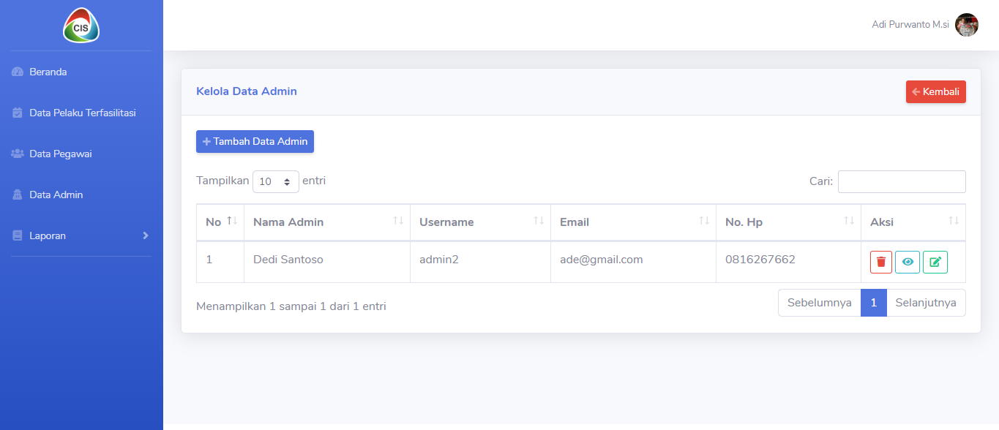 CIS
Adi Purwanto M.si
Beranda
Data Pelaku Terfasilitasi
Data Pegawai
Data Admin
Laporan
Kelola Data Admin
Kembali
Tambah Data Admin
Tampilkan 10 entri
Cari:
No Nama Admin Username Email No. Hp Aksi
1 Dedi Santoso admin2 ade@gmail.com 0816267662
Menampilkan 1 sampai 1 dari 1 entri
Sebelumnya 1 Selanjutnya